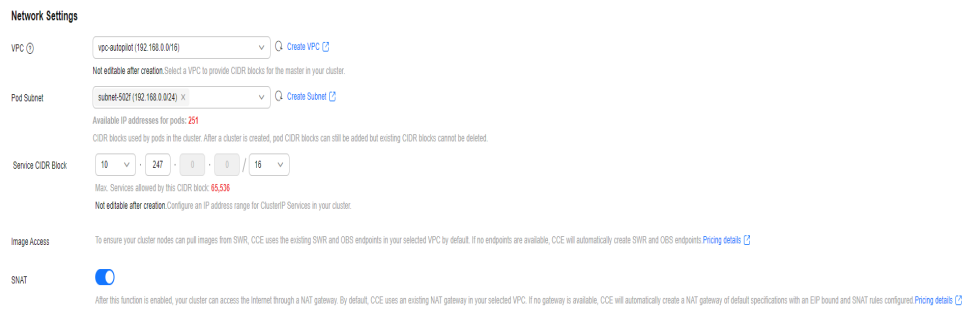 Network Settings
VPC ? vpc-autopilot (192.168.0.0/16) Create VPC
Not editable after creation.Select a VPC to provide CIDR blocks for the master in your cluster.
Pod Subnet subnet-502f (192.168.0.0/24) × Create Subnet
Available IP addresses for pods: 251
CIDR blocks used by pods in the cluster. After a cluster is created, pod CIDR blocks can still be added but existing CIDR blocks cannot be deleted.
Service CIDR Block 10 · 247 · 0 · 0 / 16
Max. Services allowed by this CIDR block: 65,536
Not editable after creation.Configure an IP address range for ClusterIP Services in your cluster.
Image Access To ensure your cluster nodes can pull images from SWR, CCE uses the existing SWR and OBS endpoints in your selected VPC by default. If no endpoints are available, CCE will automatically create SWR and OBS endpoints.Pricing details
SNAT
After this function is enabled, your cluster can access the Internet through a NAT gateway. By default, CCE uses an existing NAT gateway in your selected VPC. If no gateway is available, CCE will automatically create a NAT gateway of default specifications with an EIP bound and SNAT rules configured.Pricing details